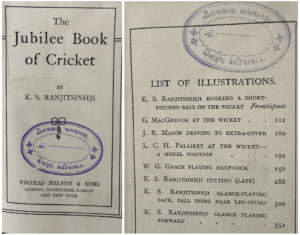 The
Jubilee Book
of Cricket
BY
K. S. RANJITSINHJI
THOMAS NELSON & SONS
LONDON, EDINBURGH, DUBLIN
AND NEW YORK
LIST OF ILLUSTRATIONS.
K. S. RANJITSINHJI HOOKING A SHORT-
PITCHED BALL ON THE WICKET Frontispiece
G. MACGREGOR AT THE WICKET . 112
J. R. MASON DRIVING TO EXTRA-COVER 160
L. C. H. PALAIRET AT THE WICKET—
A MODEL POSITION . . 192
W. G. GRACE PLAYING HALF-COCK . 256
K. S. RANJITSINHJI CUTTING (LATE) . 288
K. S. RANJITSINHJI GLANCE-PLAYING
BACK, BALL BEING NEAR LEG-STUMP 320
K. S. RANJITSINHJI GLANCE PLAYING
FORWARD . . . 352